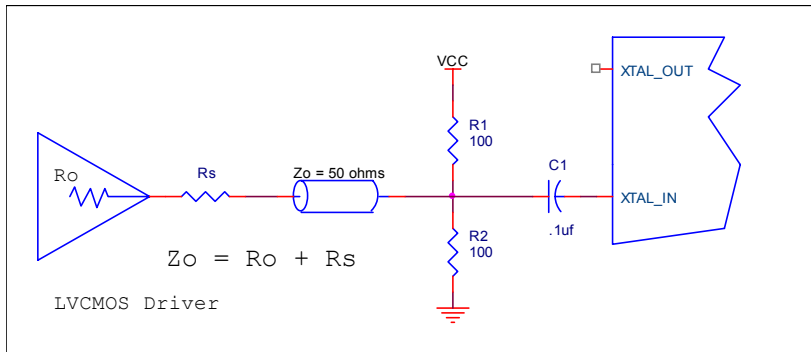 VCC
XTAL_OUT
R1
100
Ro
Rs
Zo = 50 ohms
C1
XTAL_IN
.1uf
R2
100
Zo = Ro + Rs
LVCMOS Driver